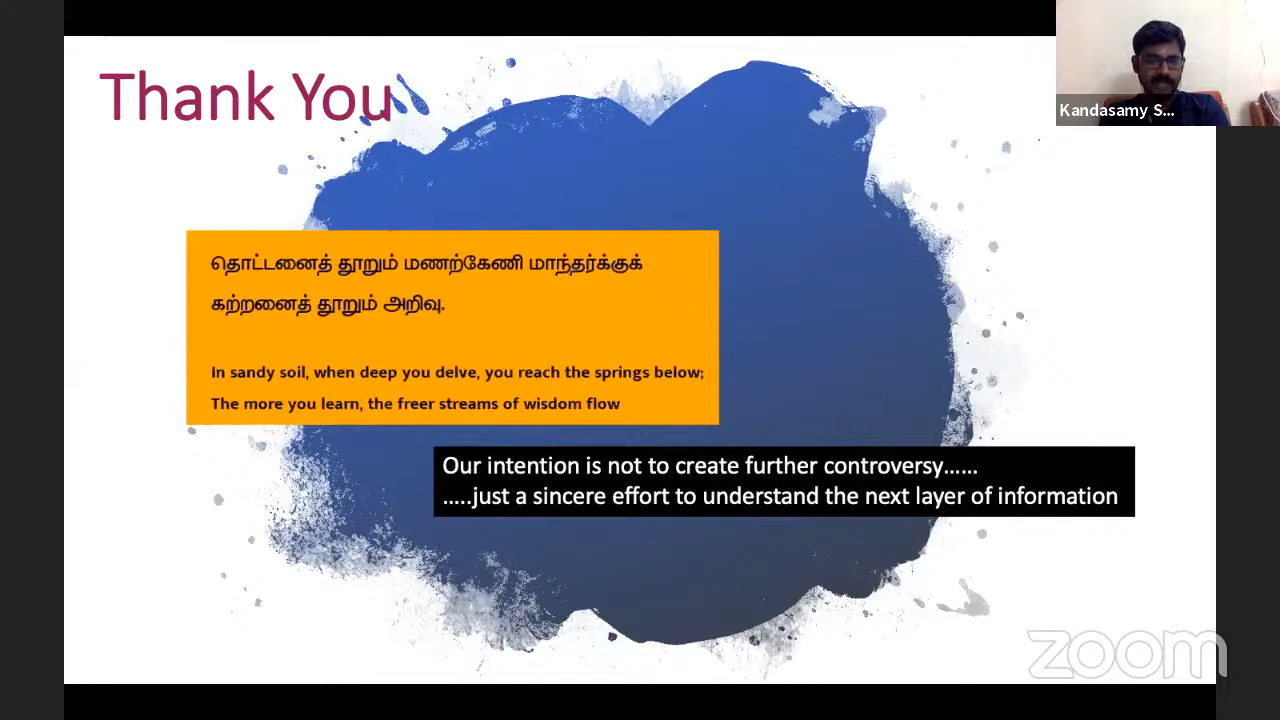 Thank You
Kandasamy S...
தொட்டனைத் தூறும் மணற்கேணி மாந்தர்க்குக்
கற்றனைத் தூறும் அறிவு.
In sandy soil, when deep you delve, you reach the springs below;
The more you learn, the freer streams of wisdom flow
Our intention is not to create further controversy......
.....just a sincere effort to understand the next layer of information
zoom